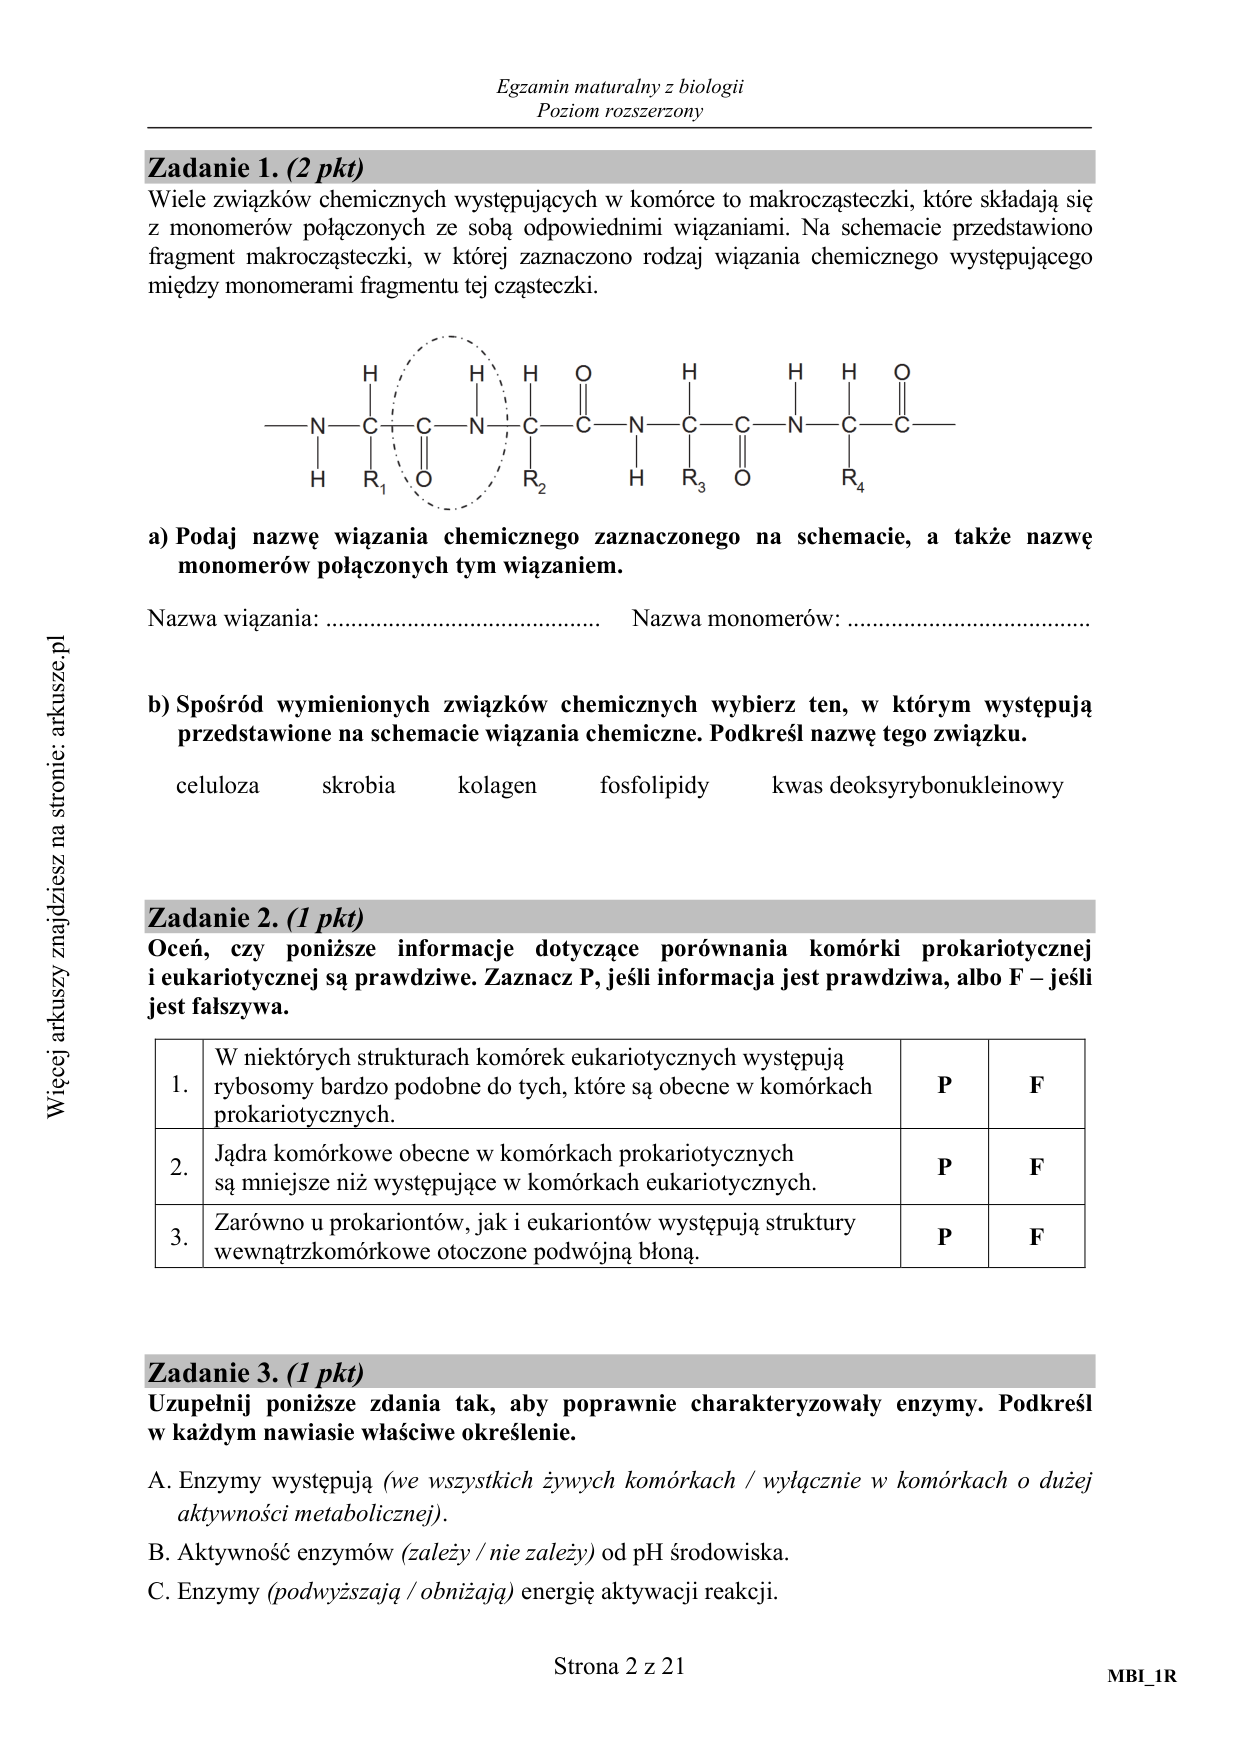 Egzamin maturalny z biologii
Poziom rozszerzony
Zadanie 1. (2 pkt)
Wiele związków chemicznych występujących w komórce to makrocząsteczki, które składają się
z monomerów połączonych ze sobą odpowiednimi wiązaniami. Na schemacie przedstawiono
fragment makrocząsteczki, w której zaznaczono rodzaj wiązania chemicznego występującego
między monomerami fragmentu tej cząsteczki.
H H H O H H H O
N C C N C C N C C N C C
H R1 O R2 H R3 O R4
a) Podaj nazwę wiązania chemicznego zaznaczonego na schemacie, a także nazwę
monomerów połączonych tym wiązaniem.
Nazwa wiązania: ............................................ Nazwa monomerów: .......................................
b) Spośród wymienionych związków chemicznych wybierz ten, w którym występują
przedstawione na schemacie wiązania chemiczne. Podkreśl nazwę tego związku.
celuloza skrobia kolagen fosfolipidy kwas deoksyrybonukleinowy
Zadanie 2. (1 pkt)
Oceń, czy poniższe informacje dotyczące porównania komórki prokariotycznej
i eukariotycznej są prawdziwe. Zaznacz P, jeśli informacja jest prawdziwa, albo F – jeśli
jest fałszywa.
W niektórych strukturach komórek eukariotycznych występują
1. rybosomy bardzo podobne do tych, które są obecne w komórkach P F
prokariotycznych.
Jądra komórkowe obecne w komórkach prokariotycznych
2. są mniejsze niż występujące w komórkach eukariotycznych. P F
Zarówno u prokariontów, jak i eukariontów występują struktury
3. wewnątrzkomórkowe otoczone podwójną błoną. P F
Zadanie 3. (1 pkt)
Uzupełnij poniższe zdania tak, aby poprawnie charakteryzowały enzymy. Podkreśl
w każdym nawiasie właściwe określenie.
A. Enzymy występują (we wszystkich żywych komórkach / wyłącznie w komórkach o dużej
aktywności metabolicznej).
B. Aktywność enzymów (zależy / nie zależy) od pH środowiska.
C. Enzymy (podwyższają / obniżają) energię aktywacji reakcji.
Strona 2 z 21
MBI_1R
Więcej arkuszy znajdziesz na stronie: arkusze.pl